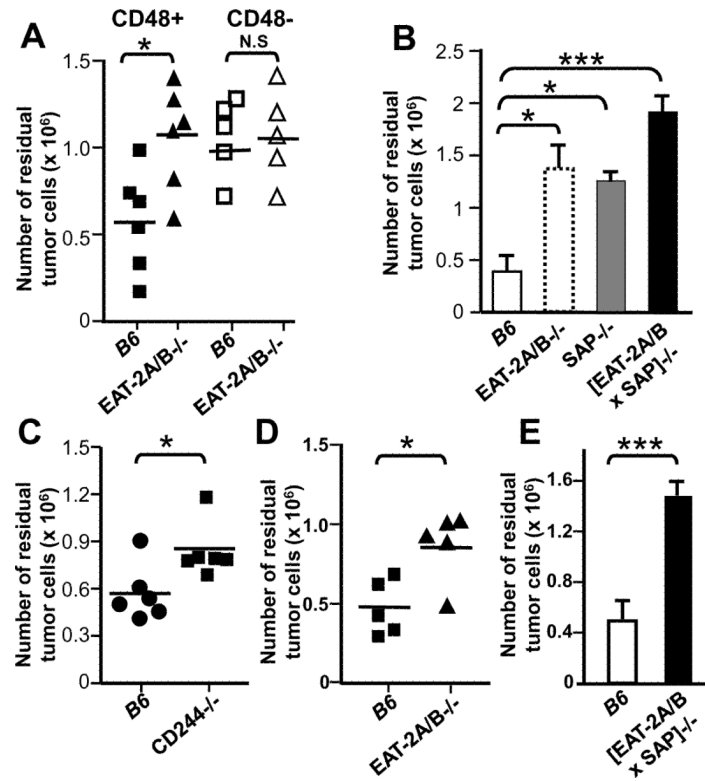 A
CD48+ CD48-
* N.S
Number of residual
tumor cells (x 10⁶)
1.5
1.0
0.5
0
B6
EAT-2A/B-/-
B6
EAT-2A/B-/-
B
***
*
*
Number of residual
tumor cells (x 10⁶)
2.5
2
1.5
1
0.5
0
B6
EAT-2A/B-/-
SAP-/-
[EAT-2A/B
x SAP]-/-
C
*
Number of residual
tumor cells (x 10⁶)
1.5
1.2
0.9
0.6
0.3
0
B6
CD244-/-
D
*
Number of residual
tumor cells (x 10⁶)
1.5
1.0
0.5
0
B6
EAT-2A/B-/-
E
***
Number of residual
tumor cells (x 10⁶)
1.6
1.2
0.8
0.4
0
B6
[EAT-2A/B
x SAP]-/-